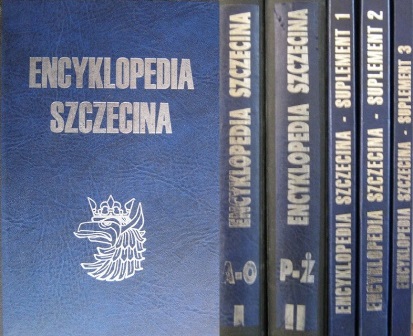 ENCYKLOPEDIA
SZCZECINA
ENCYKLOPEDIA SZCZECINA
A-O
I
ENCYKLOPEDIA SZCZECINA
P-Ż
II
ENCYKLOPEDIA SZCZECINA - SUPLEMENT 1
ENCYKLOPEDIA SZCZECINA - SUPLEMENT 2
ENCYKLOPEDIA SZCZECINA - SUPLEMENT 3